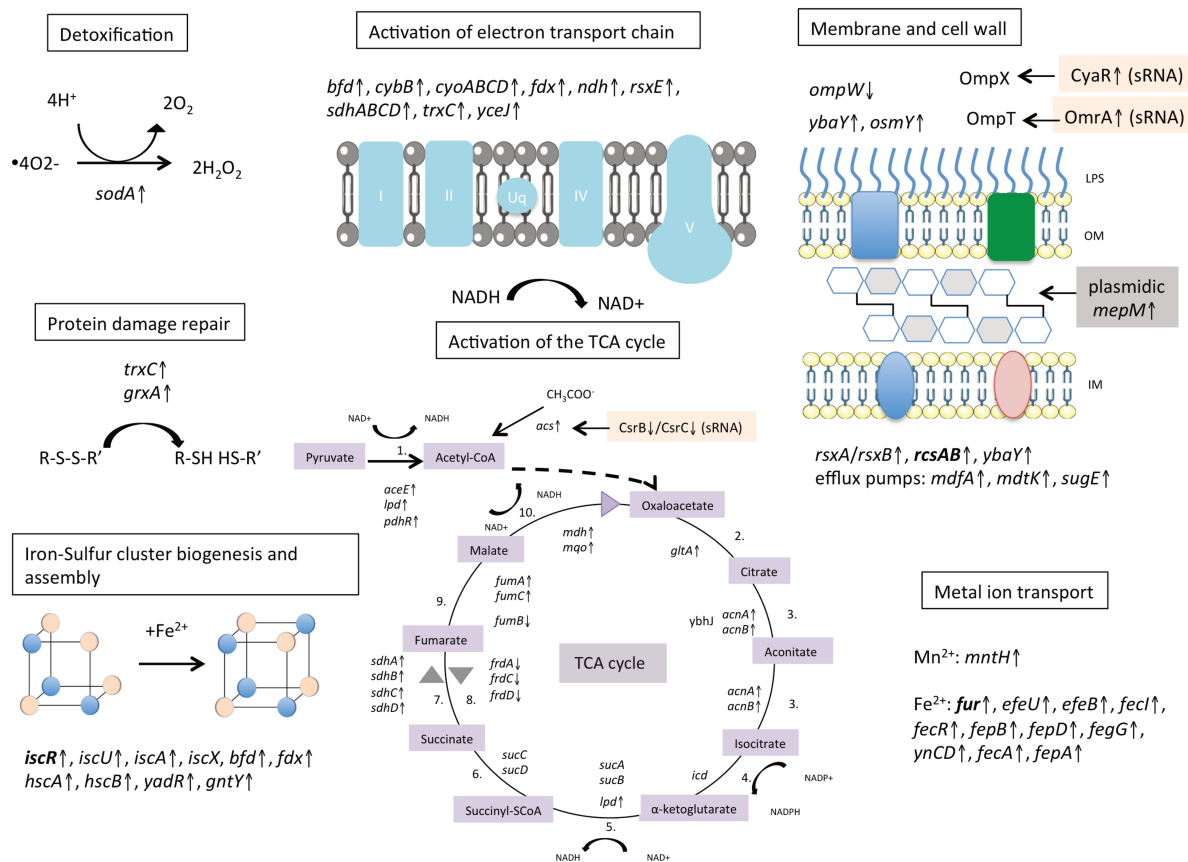 Detoxification
4H⁺
2O₂
•4O2-
2H₂O₂
sodA↑
Activation of electron transport chain
bfd↑, cybB↑, cyoABCD↑, fdx↑, ndh↑, rsxE↑,
sdhABCD↑, trxC↑, yceJ↑
I
II
Uq
IV
V
NADH
NAD+
Membrane and cell wall
ompW↓
ybaY↑, osmY↑
OmpX
CyaR↑ (sRNA)
OmpT
OmrA↑ (sRNA)
LPS
OM
plasmidic
mepM↑
IM
rsxA/rsxB↑, rcsAB↑, ybaY↑
efflux pumps: mdfA↑, mdtK↑, sugE↑
Protein damage repair
trxC↑
grxA↑
R-S-S-R’
R-SH HS-R’
Activation of the TCA cycle
CH₃COO⁻
NAD+
NADH
acs↑
CsrB↓/CsrC↓ (sRNA)
1.
Pyruvate
Acetyl-CoA
aceE↑
lpd↑
pdhR↑
NADH
10.
NAD+
Oxaloacetate
mdh↑
mqo↑
gltA↑
2.
Malate
Citrate
fumA↑
fumC↑
9.
fumB↓
ybhJ
acnA↑
acnB↑
3.
Fumarate
Aconitate
TCA cycle
sdhA↑
sdhB↑
sdhC↑
sdhD↑
7.
8.
frdA↓
frdC↓
frdD↓
acnA↑
acnB↑
3.
Succinate
Isocitrate
6.
sucC
sucD
sucA
sucB
lpd↑
icd
4.
NADP+
NADPH
Succinyl-SCoA
α-ketoglutarate
5.
NADH
NAD+
Iron-Sulfur cluster biogenesis and
assembly
+Fe²⁺
iscR↑, iscU↑, iscA↑, iscX, bfd↑, fdx↑
hscA↑, hscB↑, yadR↑, gntY↑
Metal ion transport
Mn²⁺: mntH↑
Fe²⁺: fur↑, efeU↑, efeB↑, fecI↑,
fecR↑, fepB↑, fepD↑, fegG↑,
ynCD↑, fecA↑, fepA↑